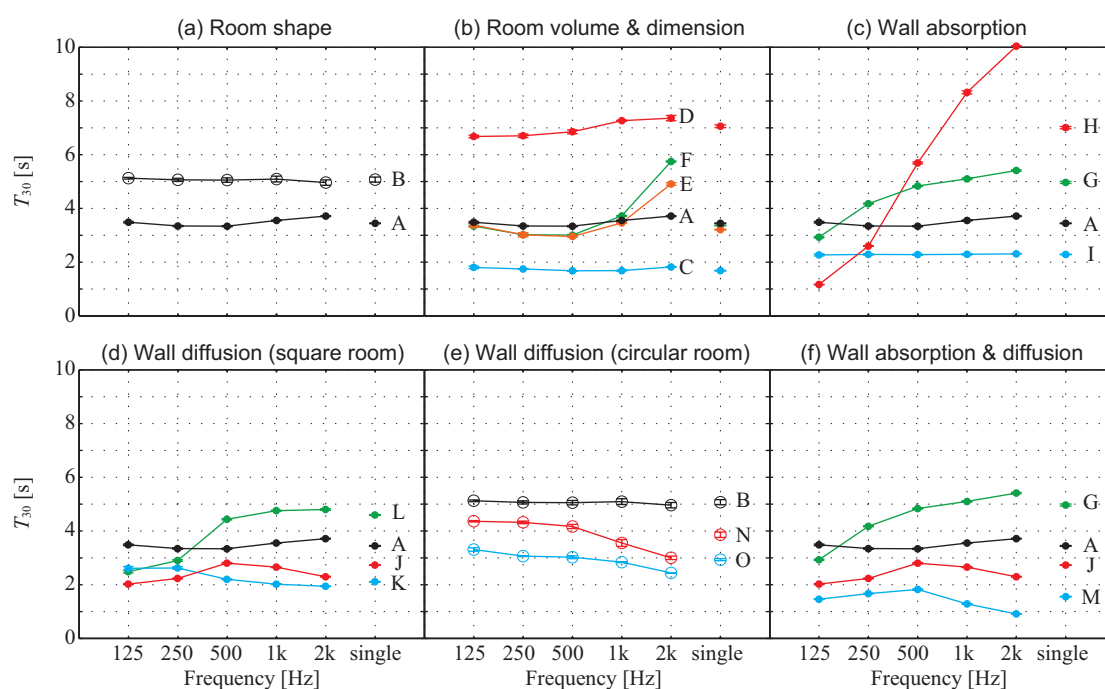 (a) Room shape
(b) Room volume & dimension
(c) Wall absorption
10
8
6
4
2
0
T30 [s]
B
A
D
F
E
A
C
H
G
A
I
(d) Wall diffusion (square room)
(e) Wall diffusion (circular room)
(f) Wall absorption & diffusion
10
8
6
4
2
0
T30 [s]
L
A
J
K
B
N
O
G
A
J
M
125 250 500 1k 2k single
125 250 500 1k 2k single
125 250 500 1k 2k single
Frequency [Hz]
Frequency [Hz]
Frequency [Hz]